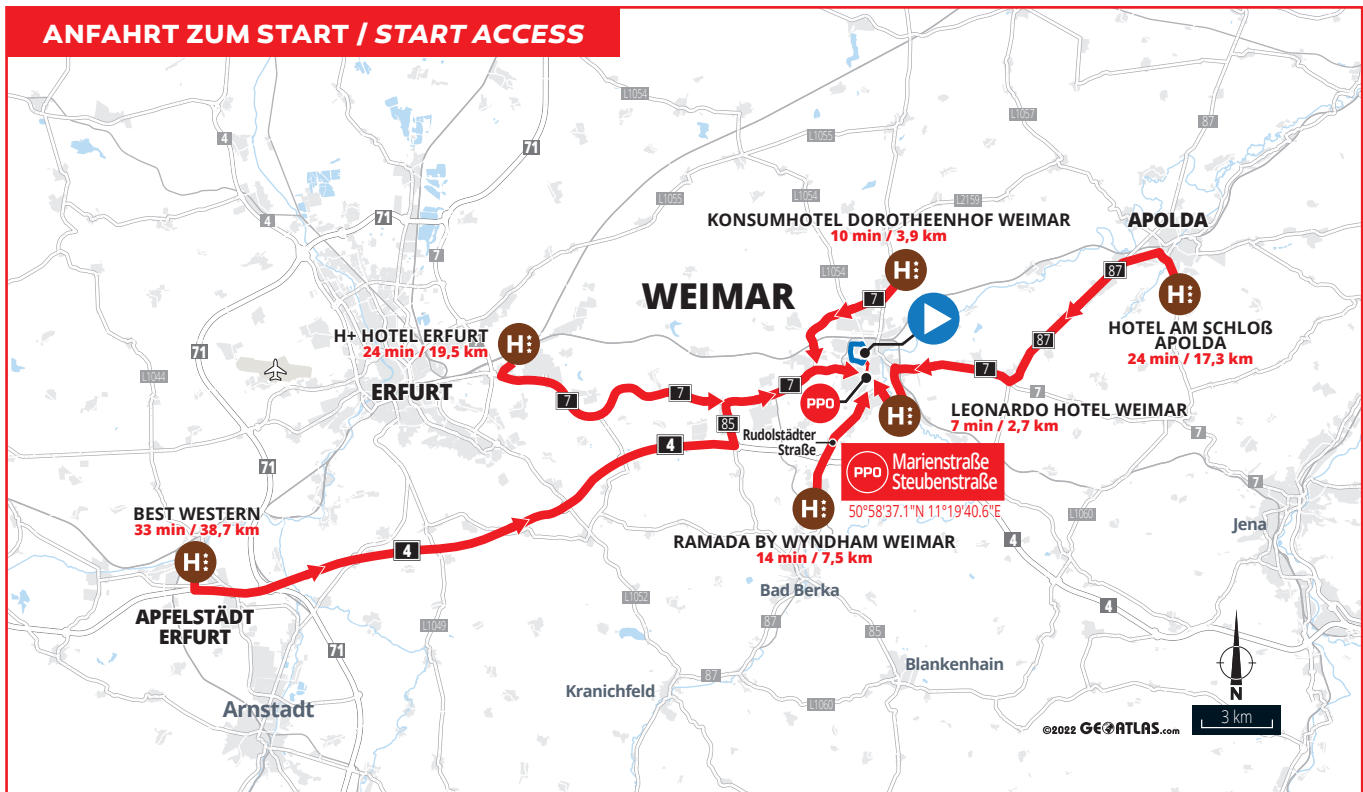 ANFAHRT ZUM START / START ACCESS
L1054
4
71
L1055
L1057
87
71
4
7
L1055
L1054
L2159
KONSUMHOTEL DOROTHEENHOF WEIMAR
10 min / 3,9 km
APOLDA
L1054
H
87
H
7
WEIMAR
HOTEL AM SCHLOß
APOLDA
24 min / 17,3 km
H+ HOTEL ERFURT
24 min / 19,5 km
H
87
71
L1044
ERFURT
7
7
7
7
7
PPO
H
LEONARDO HOTEL WEIMAR
7 min / 2,7 km
85
Rudolstädter
Straße
4
7
71
PPO
Marienstraße
Steubenstraße
50°58'37.1"N 11°19'40.6"E
7
BEST WESTERN
33 min / 38,7 km
H
H
L1060
Jena
4
RAMADA BY WYNDHAM WEIMAR
14 min / 7,5 km
4
APFELSTÄDT
ERFURT
Bad Berka
L1052
4
L1049
87
85
71
Blankenhain
87
Kranichfeld
Arnstadt
L1060
N
3 km
©2022 GEOATLAS.com